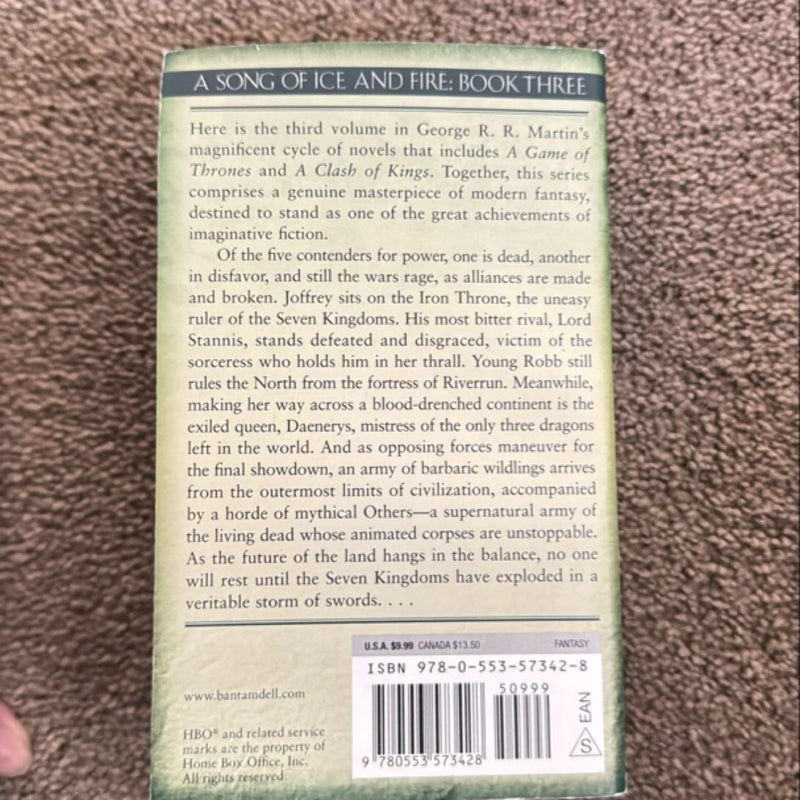 A SONG OF ICE AND FIRE: BOOK THREE
Here is the third volume in George R. R. Martin's
magnificent cycle of novels that includes A Game of
Thrones and A Clash of Kings. Together, this series
comprises a genuine masterpiece of modern fantasy,
destined to stand as one of the great achievements of
imaginative fiction.
Of the five contenders for power, one is dead, another
in disfavor, and still the wars rage, as alliances are made
and broken. Joffrey sits on the Iron Throne, the uneasy
ruler of the Seven Kingdoms. His most bitter rival, Lord
Stannis, stands defeated and disgraced, victim of the
sorceress who holds him in her thrall. Young Robb still
rules the North from the fortress of Riverrun. Meanwhile,
making her way across a blood-drenched continent is the
exiled queen, Daenerys, mistress of the only three dragons
left in the world. And as opposing forces maneuver for
the final showdown, an army of barbaric wildlings arrives
from the outermost limits of civilization, accompanied
by a horde of mythical Others—a supernatural army of
the living dead whose animated corpses are unstoppable.
As the future of the land hangs in the balance, no one
will rest until the Seven Kingdoms have exploded in a
veritable storm of swords. . . .
U.S.A. $9.99 CANADA $13.50 FANTASY
ISBN 978-0-553-57342-8
50999
EAN
S
9 780553 573428
www.bantamdell.com
HBO® and related service
marks are the property of
Home Box Office, Inc.
All rights reserved.